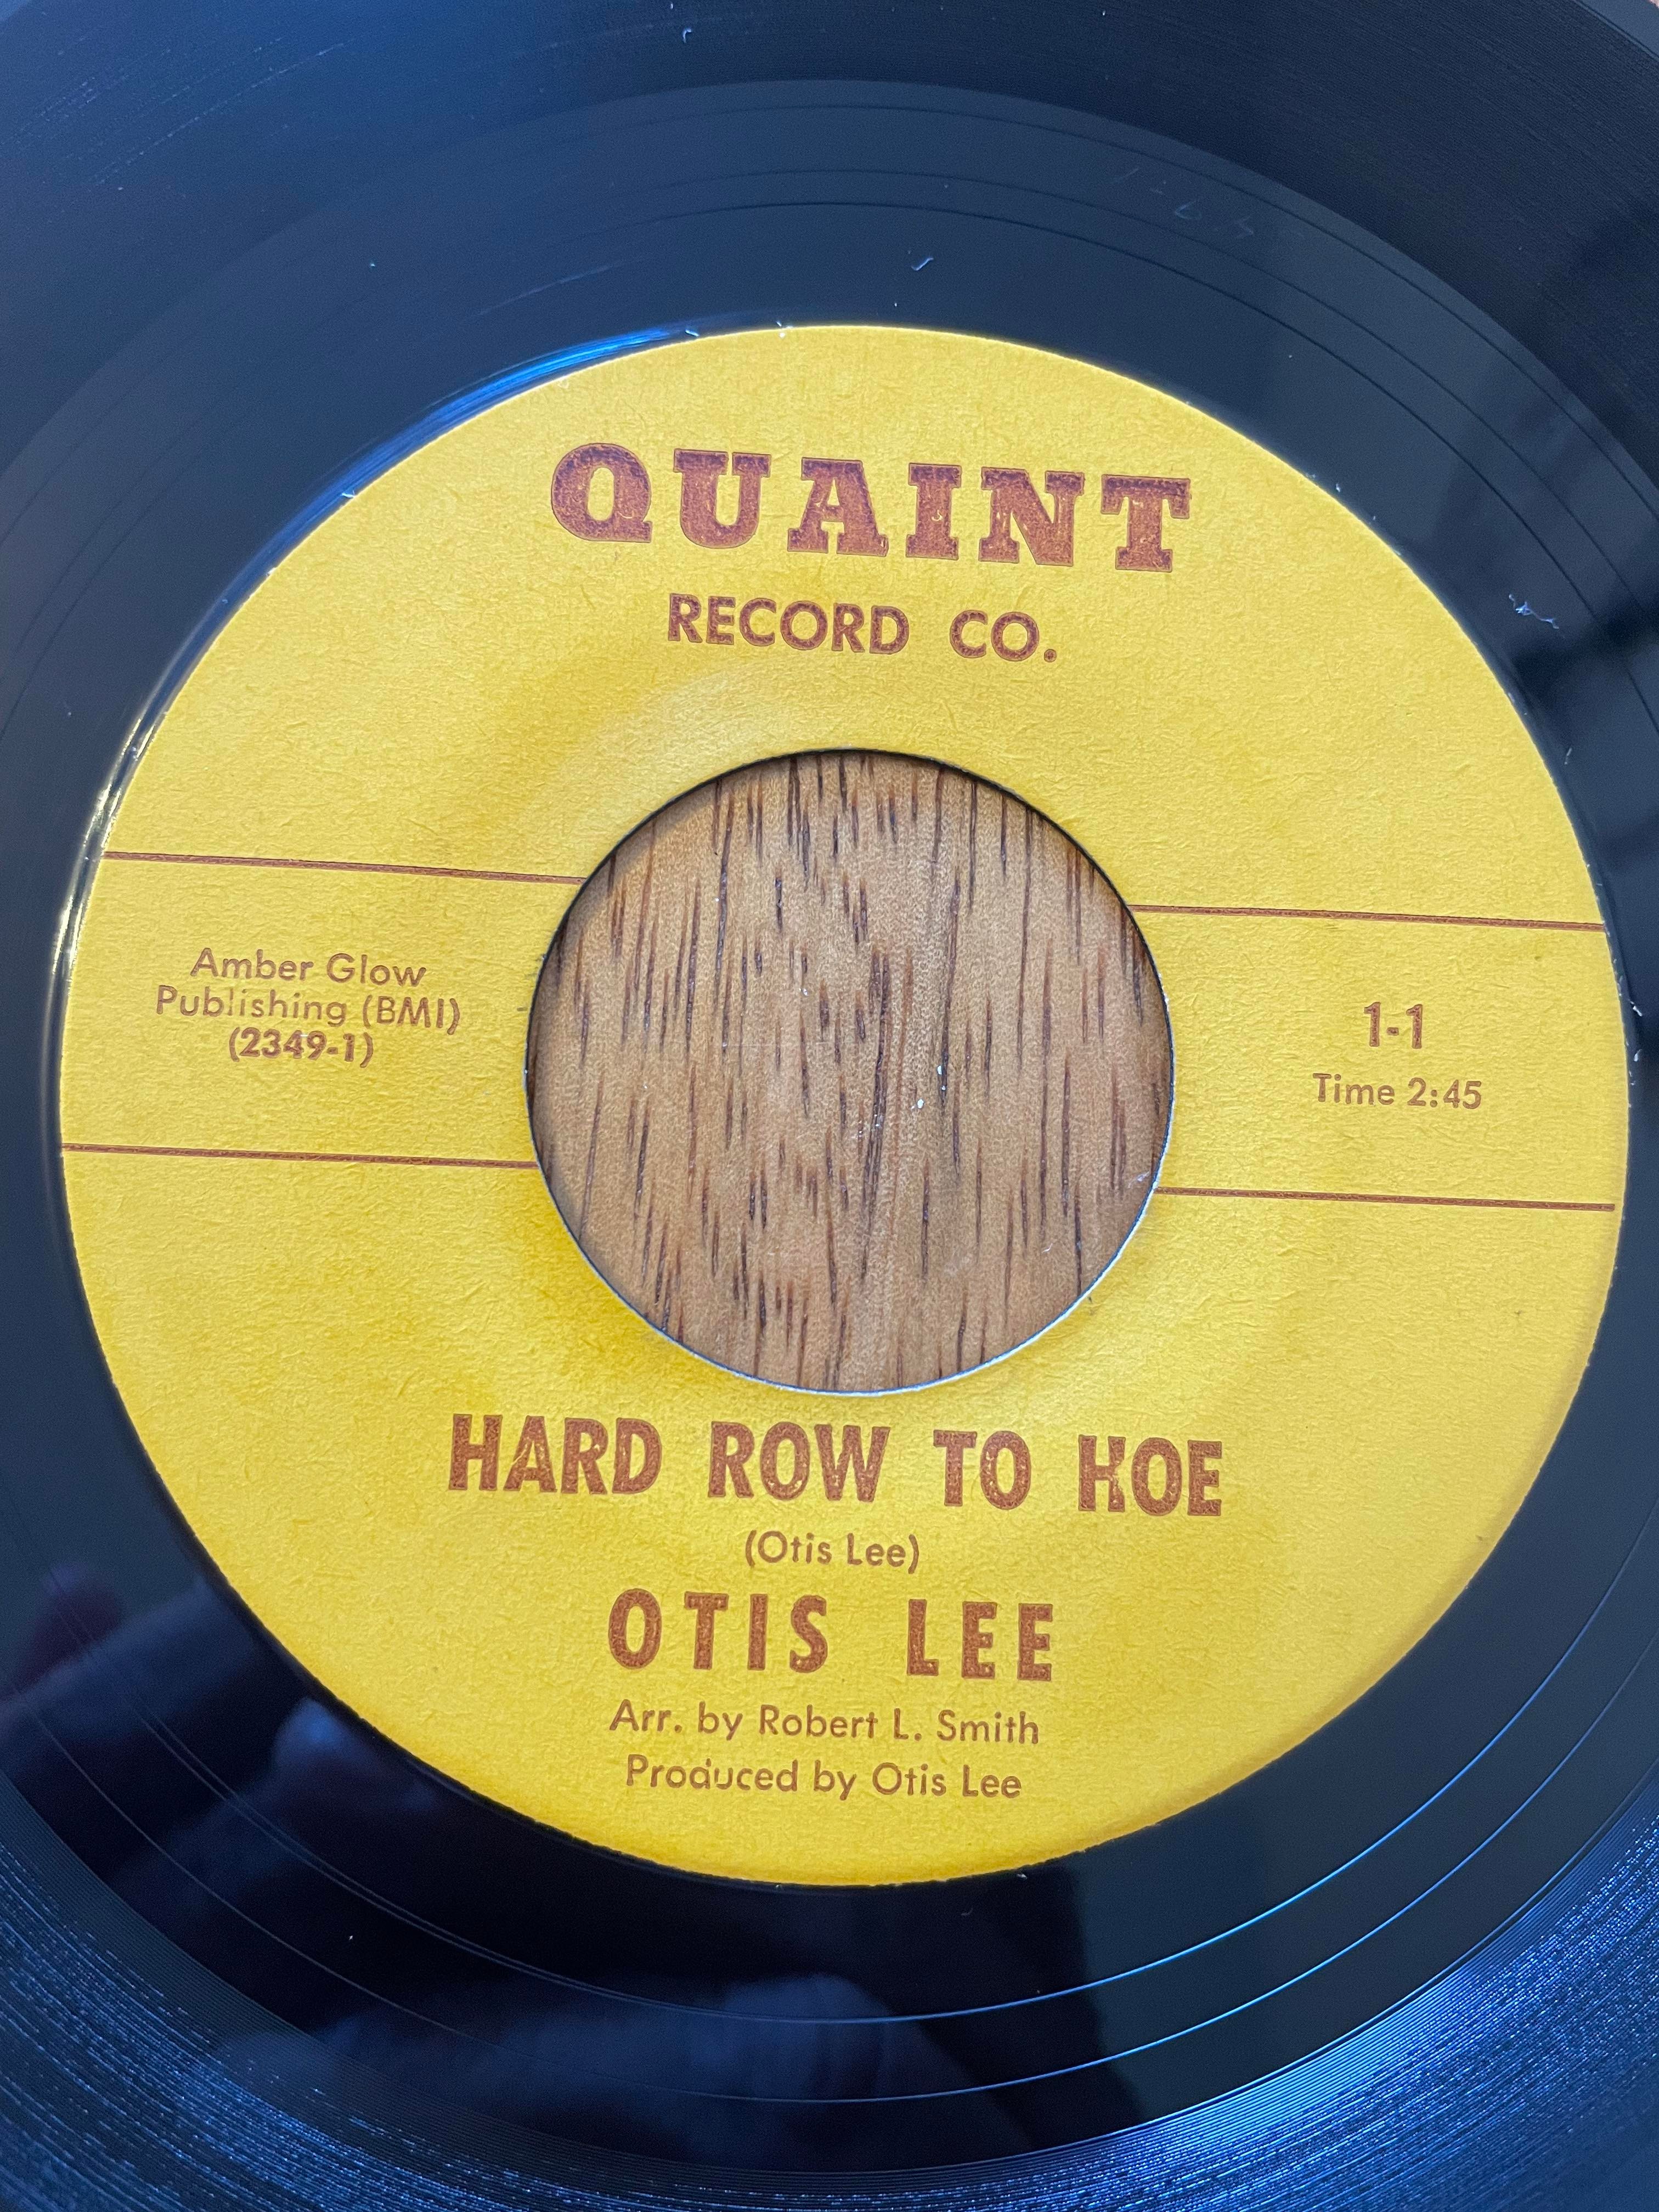 QUAINT
RECORD CO.
Amber Glow
Publishing (BMI)
(2349-1)
1-1
Time 2:45
HARD ROW TO HOE
(Otis Lee)
OTIS LEE
Arr. by Robert L. Smith
Produced by Otis Lee